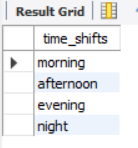 Result Grid
time_shifts
morning
afternoon
evening
night